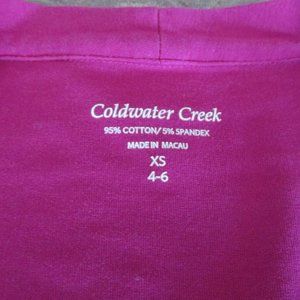 Coldwater Creek
95% COTTON/5% SPANDEX
MADE IN MACAU
XS
4-6